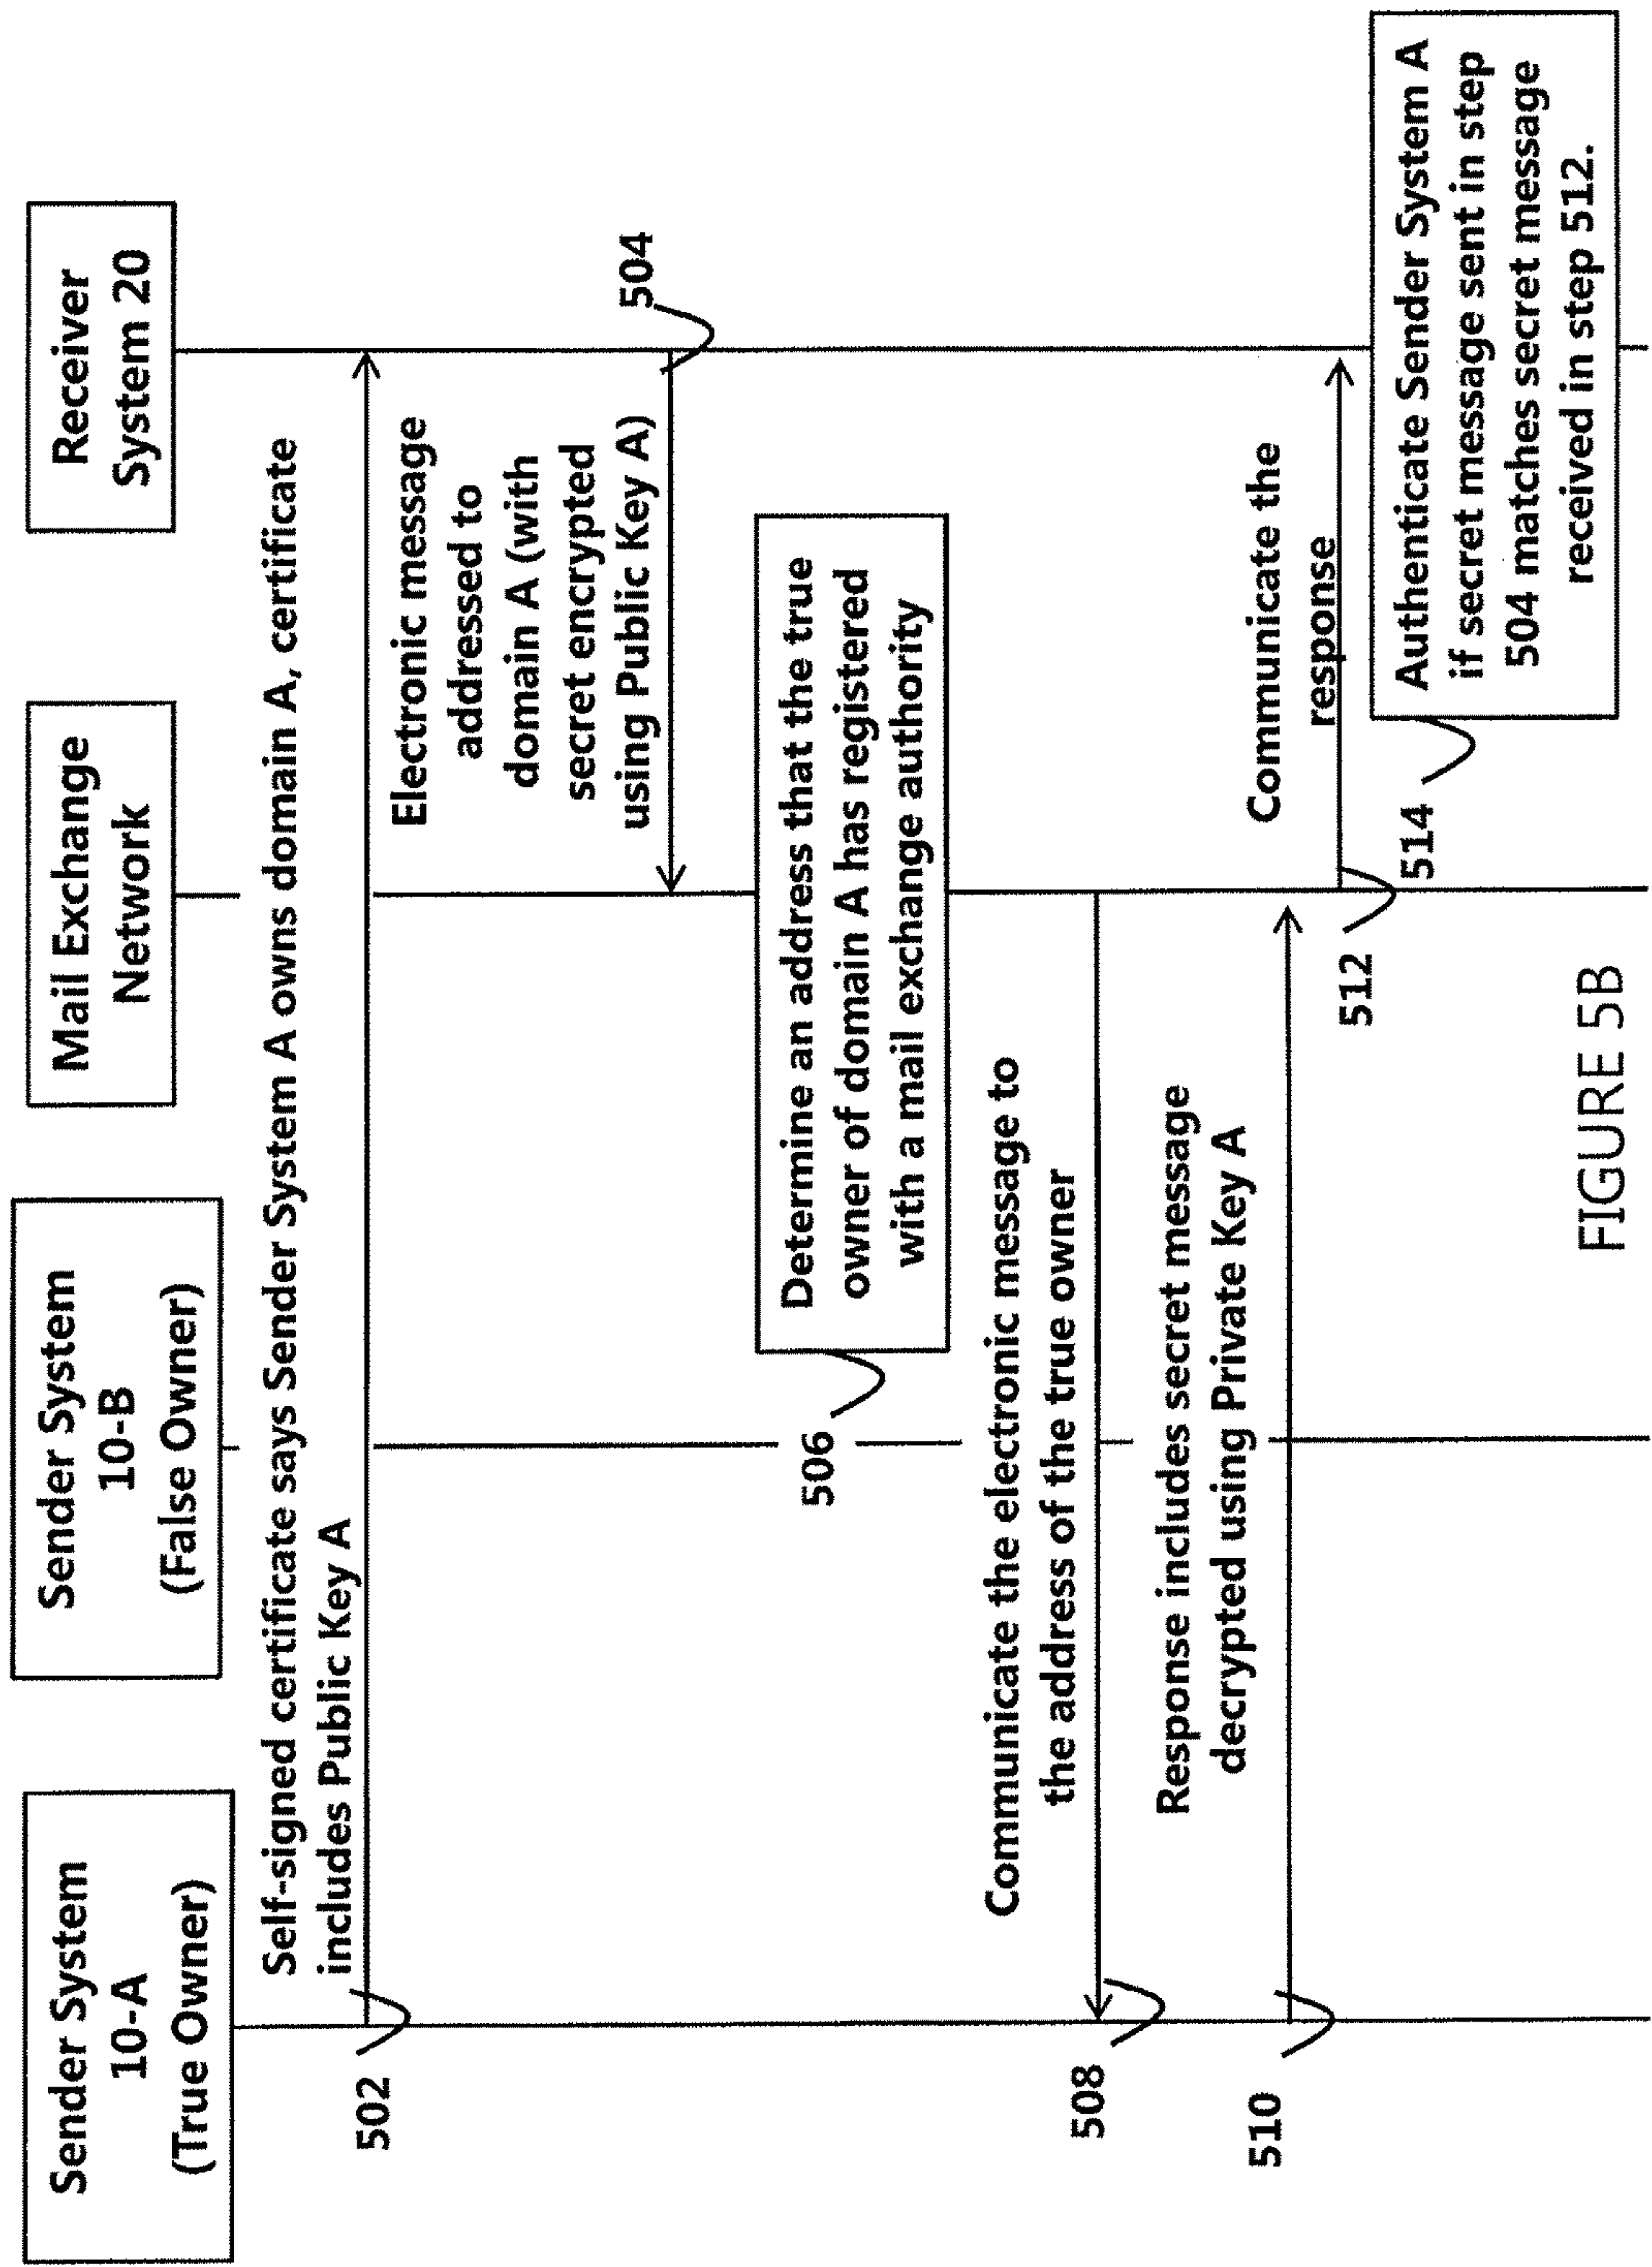 Sender System
10-A
(True Owner)
Sender System
10-B
(False Owner)
Mail Exchange
Network
Receiver
System 20
Self-signed certificate says Sender System A owns domain A, certificate
includes Public Key A
502
Electronic message
addressed to
domain A (with
secret encrypted
using Public Key A)
504
Determine an address that the true
owner of domain A has registered
with a mail exchange authority
506
Communicate the electronic message to
the address of the true owner
508
Response includes secret message
decrypted using Private Key A
510
Communicate the
response
512
Authenticate Sender System A
if secret message sent in step
504 matches secret message
received in step 512.
514
FIGURE 5B